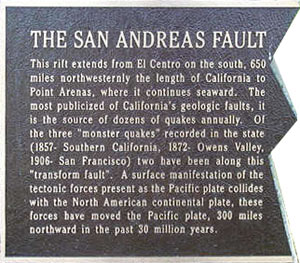 THE SAN ANDREAS FAULT
This rift extends from El Centro on the south, 650
miles northwesternly the length of California to
Point Arenas, where it continues seaward. The
most publicized of California's geologic faults, it
is the source of dozens of quakes annually. Of
the three "monster quakes" recorded in the state
(1857- Southern California, 1872- Owens Valley,
1906- San Francisco) two have been along this
"transform fault". A surface manifestation of the
tectonic forces present as the Pacific plate collides
with the North American continental plate, these
forces have moved the Pacific plate, 300 miles
northward in the past 30 million years.